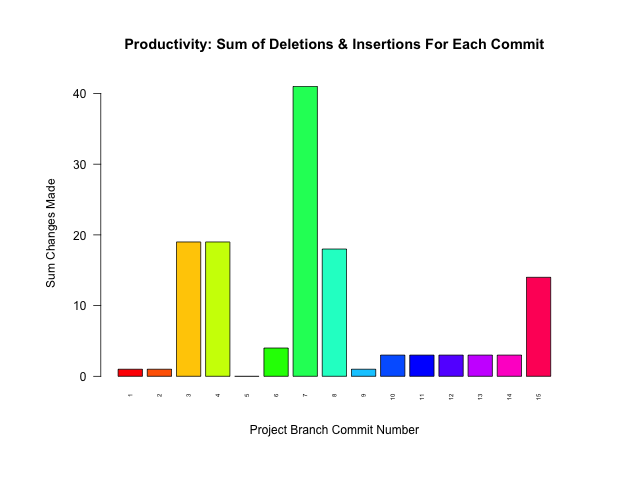 Productivity: Sum of Deletions & Insertions For Each Commit
Sum Changes Made
40
30
20
10
0
1 2 3 4 5 6 7 8 9 10 11 12 13 14 15
Project Branch Commit Number